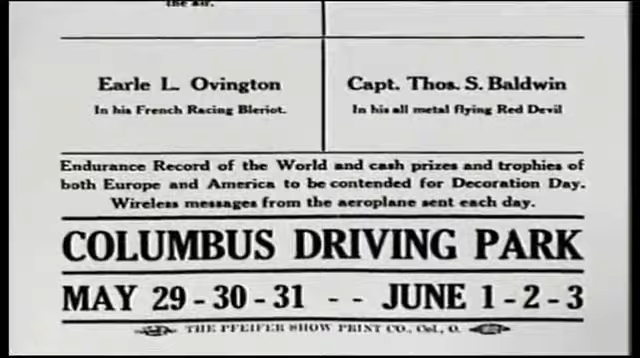 the air.
Earle L. Ovington
In his French Racing Bleriot.
Capt. Thos. S. Baldwin
In his all metal flying Red Devil
Endurance Record of the World and cash prizes and trophies of
both Europe and America to be contended for Decoration Day.
Wireless messages from the aeroplane sent each day.
COLUMBUS DRIVING PARK
MAY 29 - 30 - 31 - - JUNE 1 - 2 - 3
THE PFEIFER SHOW PRINT CO., Col., O.